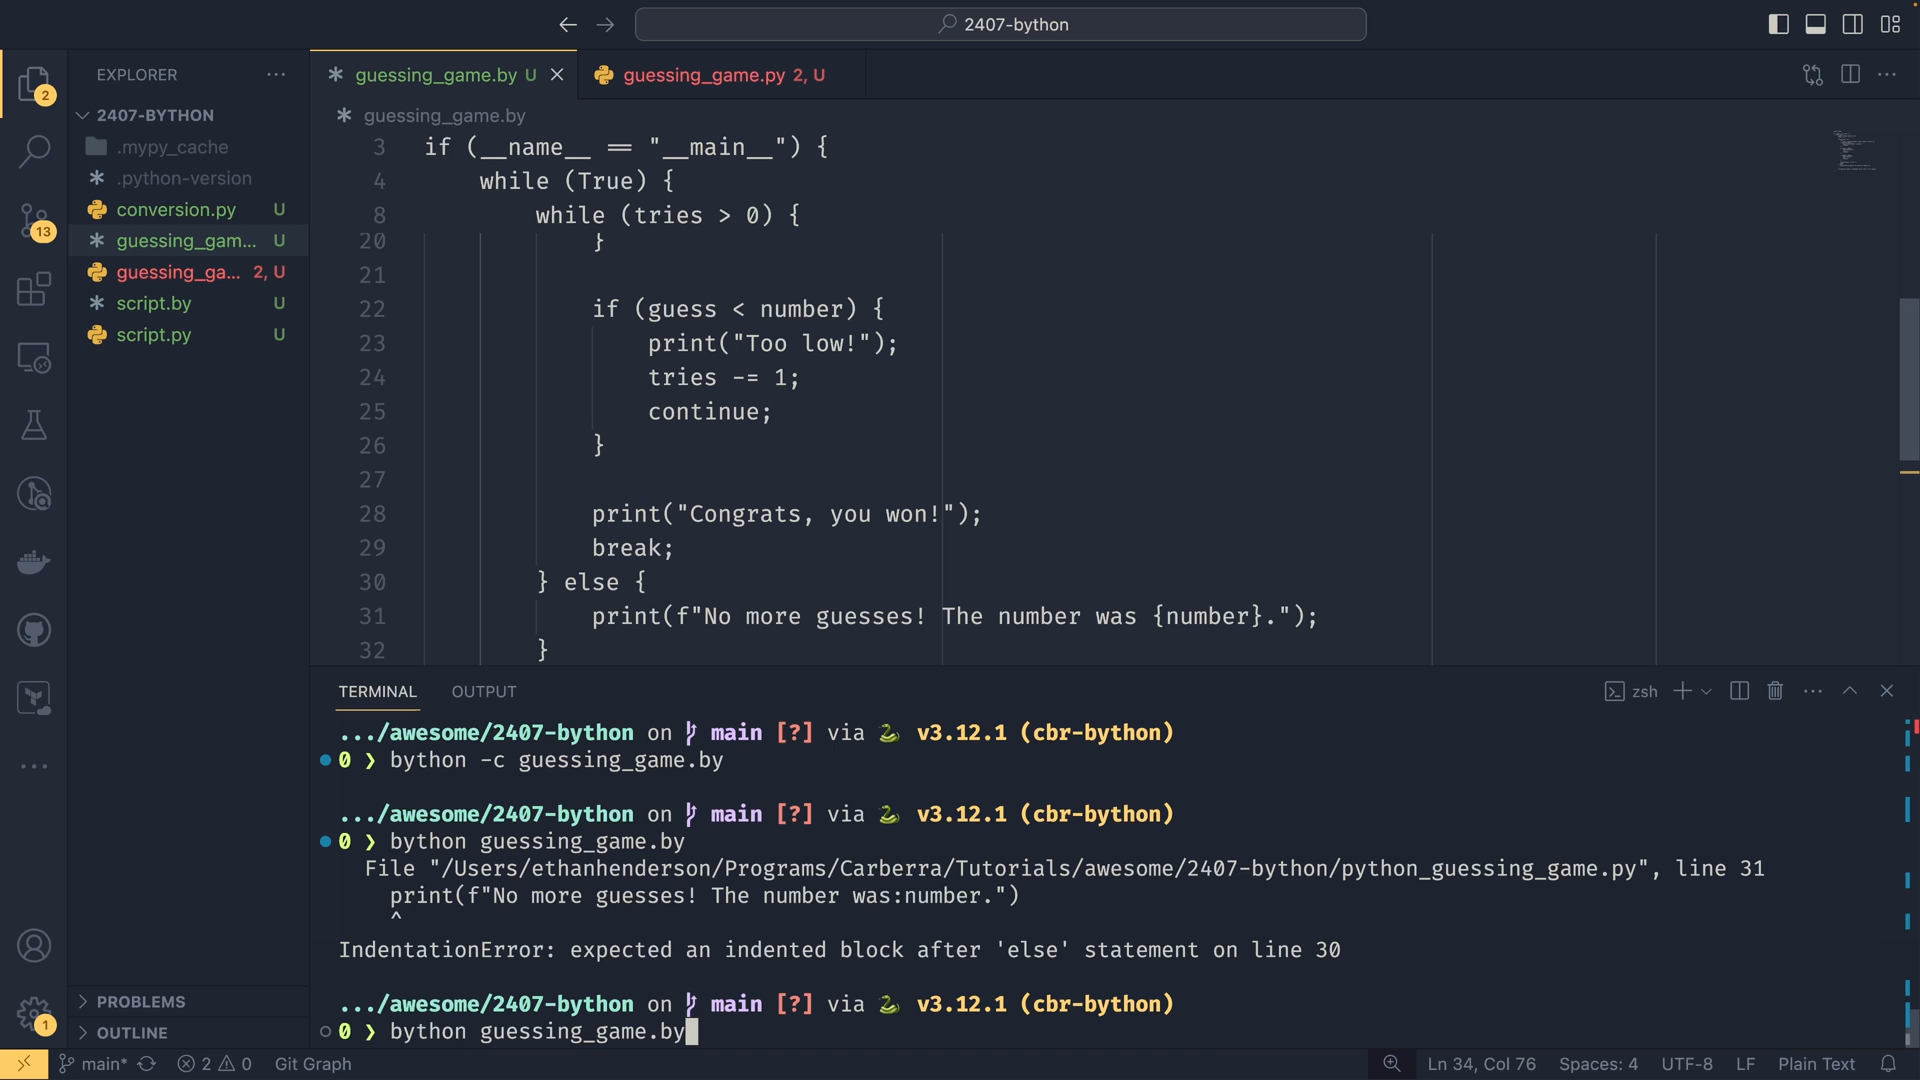 2407-bython
EXPLORER
2407-BYTHON
.mypy_cache
.python-version
conversion.py U
guessing_gam... U
guessing_ga... 2, U
script.by U
script.py U
PROBLEMS
OUTLINE
2
13
1
guessing_game.by U
guessing_game.py 2, U
guessing_game.by
3 if (__name__ == "__main__") {
4 while (True) {
8 while (tries > 0) {
20 }
21
22 if (guess < number) {
23 print("Too low!");
24 tries -= 1;
25 continue;
26 }
27
28 print("Congrats, you won!");
29 break;
30 } else {
31 print(f"No more guesses! The number was {number}.");
32 }
TERMINAL OUTPUT zsh
.../awesome/2407-bython on main [?] via v3.12.1 (cbr-bython)
0 ❯ bython -c guessing_game.by
.../awesome/2407-bython on main [?] via v3.12.1 (cbr-bython)
0 ❯ bython guessing_game.by
File "/Users/ethanhenderson/Programs/Carberra/Tutorials/awesome/2407-bython/python_guessing_game.py", line 31
print(f"No more guesses! The number was:number.")
^
IndentationError: expected an indented block after 'else' statement on line 30
.../awesome/2407-bython on main [?] via v3.12.1 (cbr-bython)
0 ❯ bython guessing_game.by
main* 2 0 Git Graph Ln 34, Col 76 Spaces: 4 UTF-8 LF Plain Text